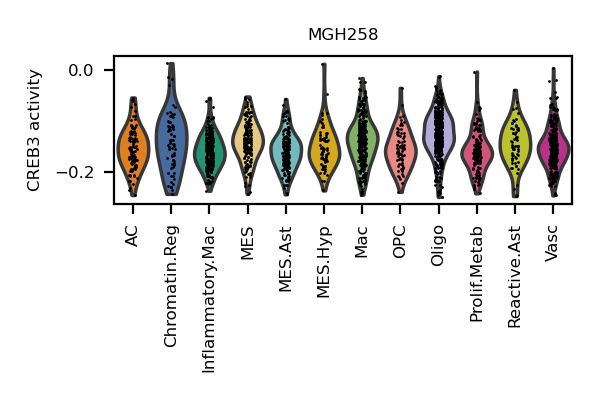 MGH258
CREB3 activity
0.0
−0.2
AC
Chromatin.Reg
Inflammatory.Mac
MES
MES.Ast
MES.Hyp
Mac
OPC
Oligo
Prolif.Metab
Reactive.Ast
Vasc